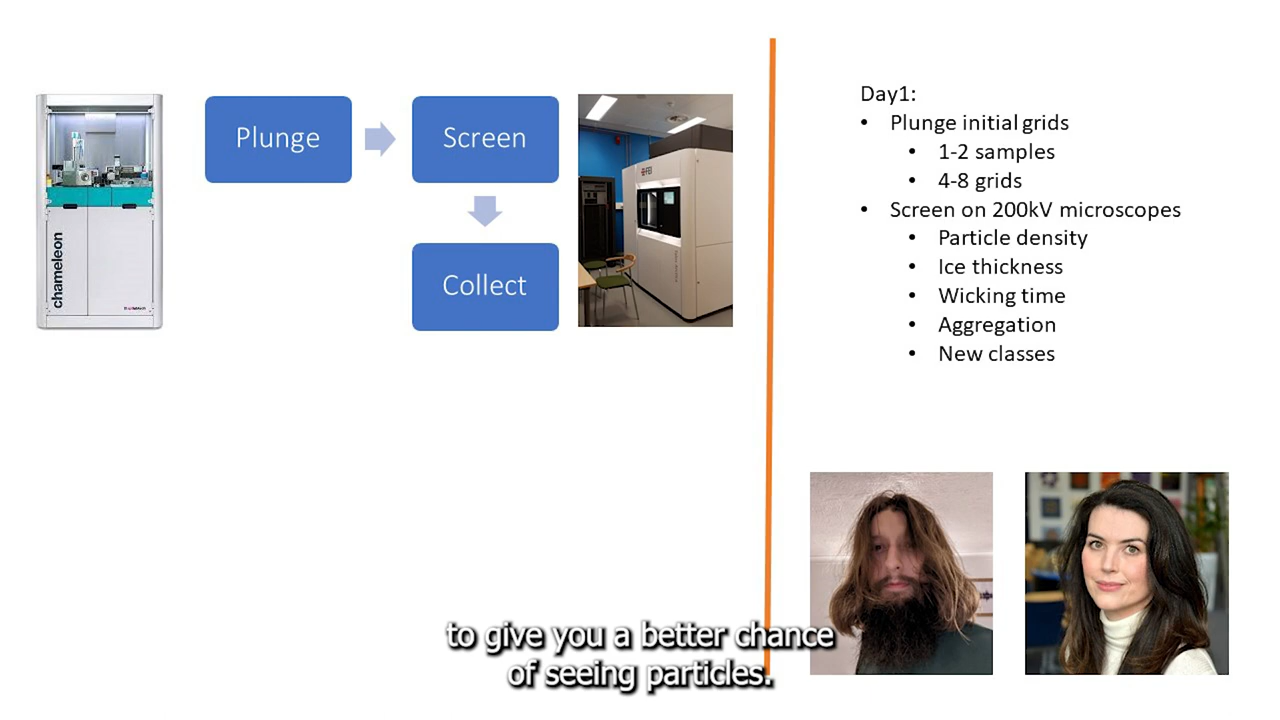 chameleon
Plunge
Screen
Collect
FEI
Day1:
• Plunge initial grids
• 1-2 samples
• 4-8 grids
• Screen on 200kV microscopes
• Particle density
• Ice thickness
• Wicking time
• Aggregation
• New classes
to give you a better chance
of seeing particles.